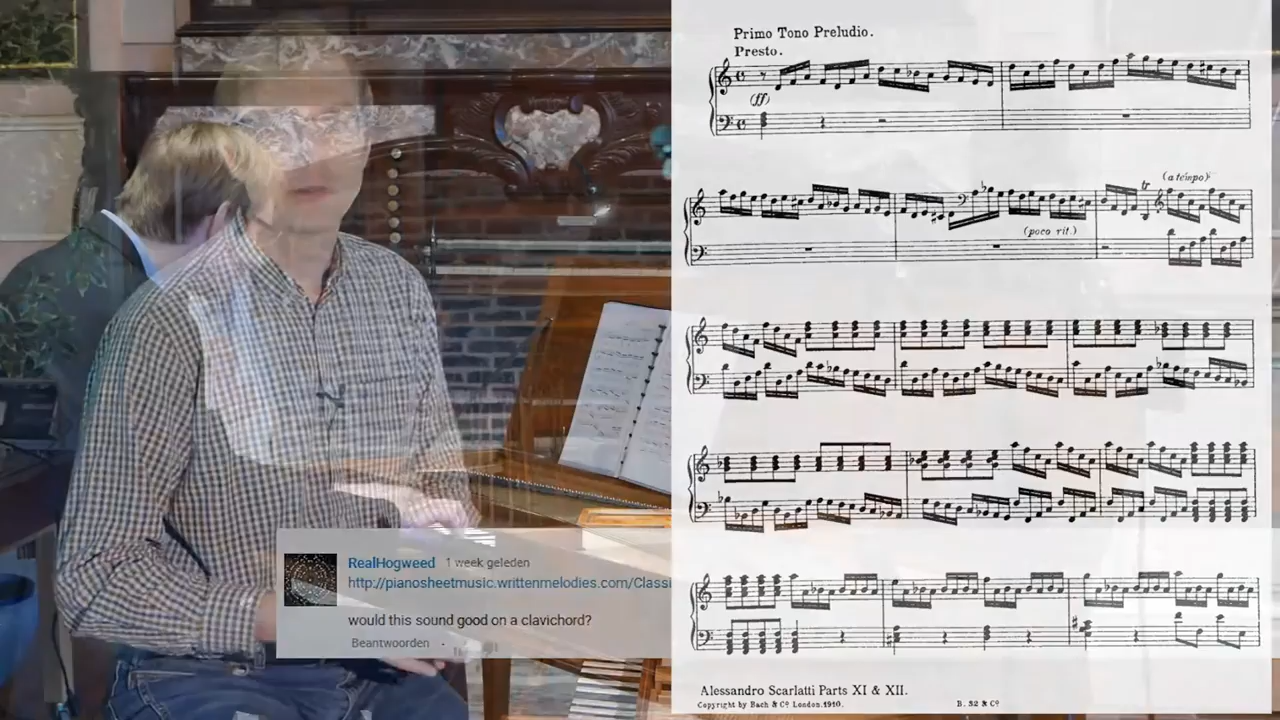 Primo Tono Preludio.
Presto.
(ff)
(a tempo)
tr
(poco rit.)
RealHogweed 1 week geleden
http://pianosheetmusic.writtenmelodies.com/Classi
would this sound good on a clavichord?
Beantwoorden
Alessandro Scarlatti Parts XI & XII.
Copyright by Bach & Co London.1910.
B. 32 & Co